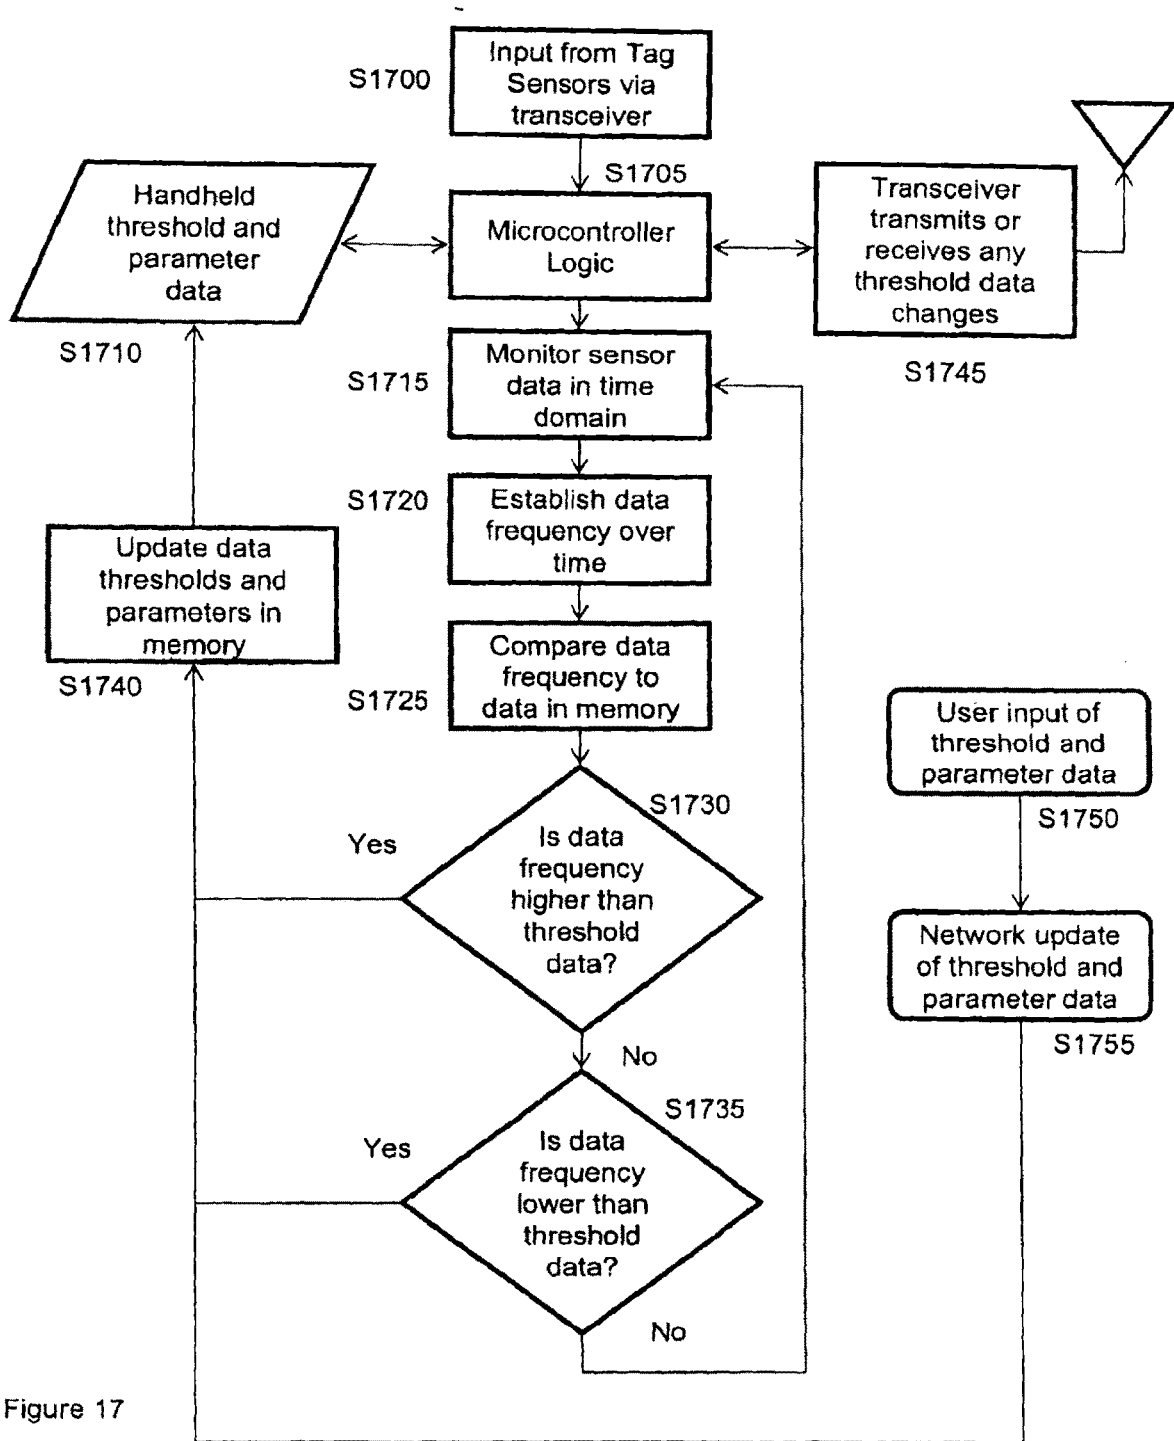 Input from Tag
Sensors via
transceiver
S1700
S1705
Handheld
threshold and
parameter
data
S1710
Microcontroller
Logic
Transceiver
transmits or
receives any
threshold data
changes
S1745
S1715
Monitor sensor
data in time
domain
S1720
Establish data
frequency over
time
Update data
thresholds and
parameters in
memory
S1740
S1725
Compare data
frequency to
data in memory
User input of
threshold and
parameter data
S1750
S1730
Yes
Is data
frequency
higher than
threshold
data?
Network update
of threshold and
parameter data
S1755
No
S1735
Yes
Is data
frequency
lower than
threshold
data?
No
Figure 17